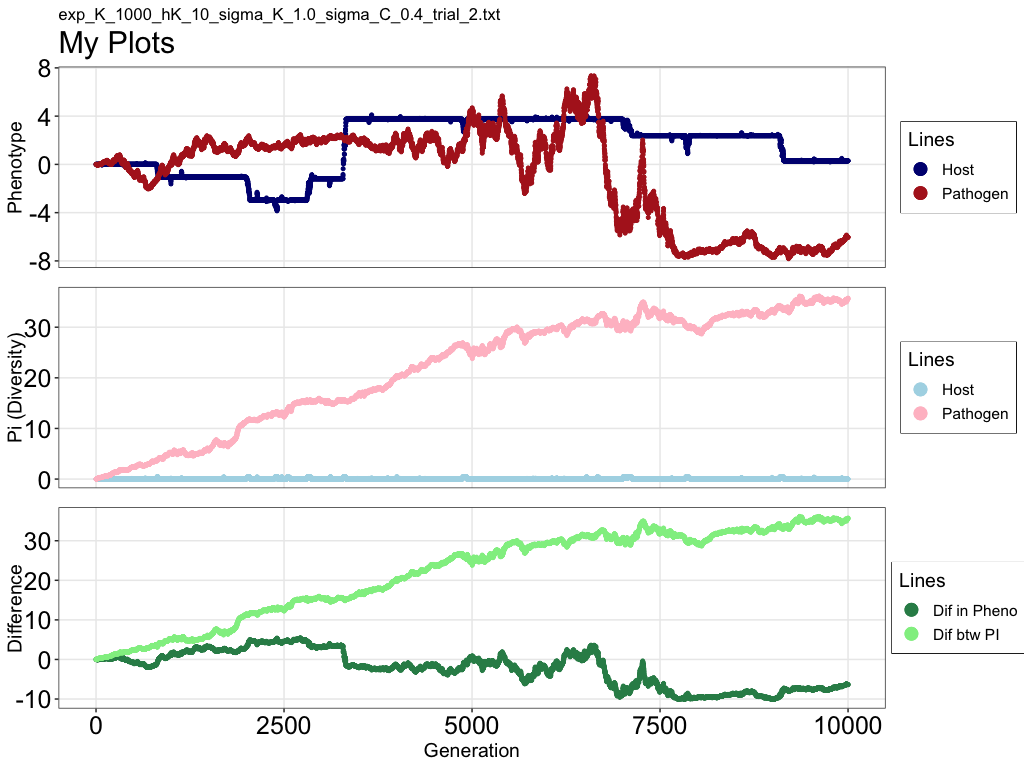 exp_K_1000_hK_10_sigma_K_1.0_sigma_C_0.4_trial_2.txt
My Plots
Phenotype
8
4
0
-4
-8
Lines
Host
Pathogen
Pi (Diversity)
30
20
10
0
Lines
Host
Pathogen
Difference
30
20
10
0
-10
Lines
Dif in Pheno
Dif btw PI
0 2500 5000 7500 10000
Generation